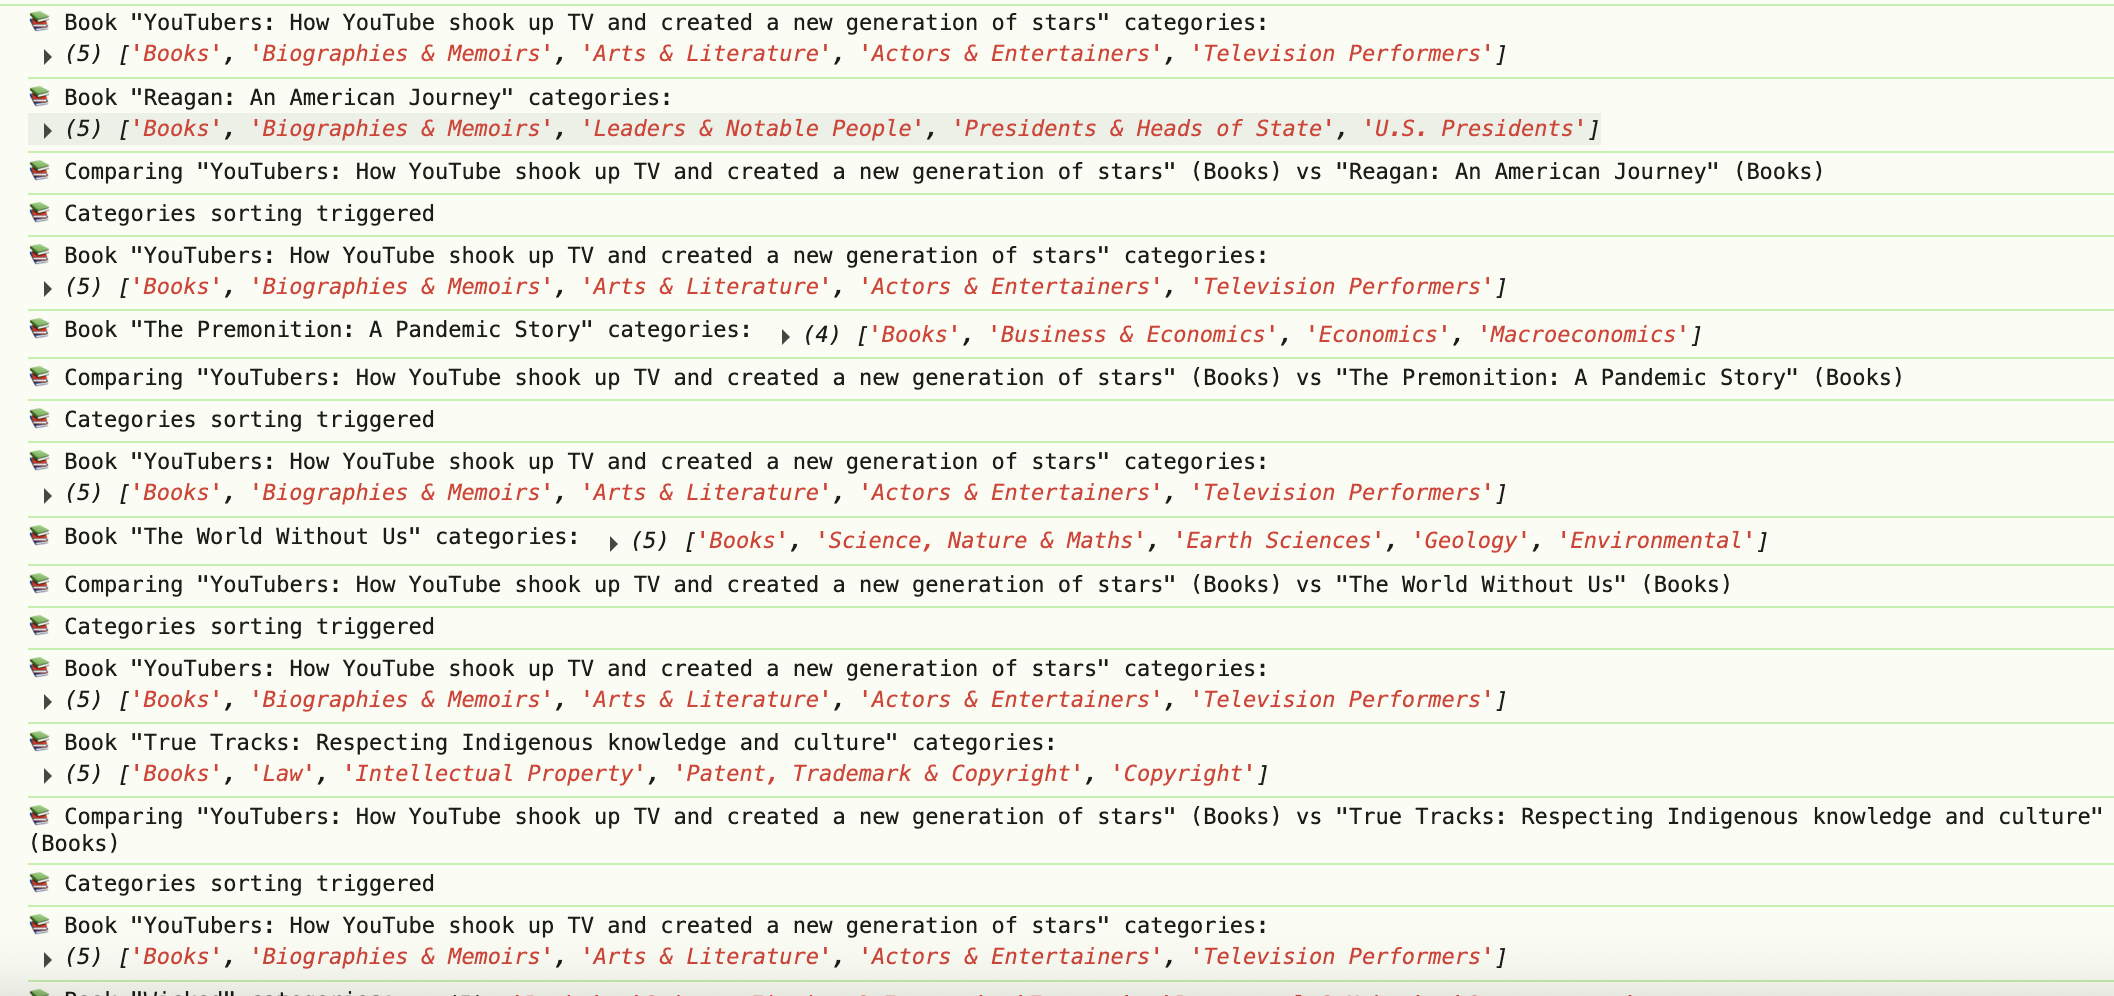 Book "YouTubers: How YouTube shook up TV and created a new generation of stars" categories:
(5) ['Books', 'Biographies & Memoirs', 'Arts & Literature', 'Actors & Entertainers', 'Television Performers']
Book "Reagan: An American Journey" categories:
(5) ['Books', 'Biographies & Memoirs', 'Leaders & Notable People', 'Presidents & Heads of State', 'U.S. Presidents']
Comparing "YouTubers: How YouTube shook up TV and created a new generation of stars" (Books) vs "Reagan: An American Journey" (Books)
Categories sorting triggered
Book "YouTubers: How YouTube shook up TV and created a new generation of stars" categories:
(5) ['Books', 'Biographies & Memoirs', 'Arts & Literature', 'Actors & Entertainers', 'Television Performers']
Book "The Premonition: A Pandemic Story" categories: (4) ['Books', 'Business & Economics', 'Economics', 'Macroeconomics']
Comparing "YouTubers: How YouTube shook up TV and created a new generation of stars" (Books) vs "The Premonition: A Pandemic Story" (Books)
Categories sorting triggered
Book "YouTubers: How YouTube shook up TV and created a new generation of stars" categories:
(5) ['Books', 'Biographies & Memoirs', 'Arts & Literature', 'Actors & Entertainers', 'Television Performers']
Book "The World Without Us" categories: (5) ['Books', 'Science, Nature & Maths', 'Earth Sciences', 'Geology', 'Environmental']
Comparing "YouTubers: How YouTube shook up TV and created a new generation of stars" (Books) vs "The World Without Us" (Books)
Categories sorting triggered
Book "YouTubers: How YouTube shook up TV and created a new generation of stars" categories:
(5) ['Books', 'Biographies & Memoirs', 'Arts & Literature', 'Actors & Entertainers', 'Television Performers']
Book "True Tracks: Respecting Indigenous knowledge and culture" categories:
(5) ['Books', 'Law', 'Intellectual Property', 'Patent, Trademark & Copyright', 'Copyright']
Comparing "YouTubers: How YouTube shook up TV and created a new generation of stars" (Books) vs "True Tracks: Respecting Indigenous knowledge and culture"
(Books)
Categories sorting triggered
Book "YouTubers: How YouTube shook up TV and created a new generation of stars" categories:
(5) ['Books', 'Biographies & Memoirs', 'Arts & Literature', 'Actors & Entertainers', 'Television Performers']
Book "Wicked" categories: